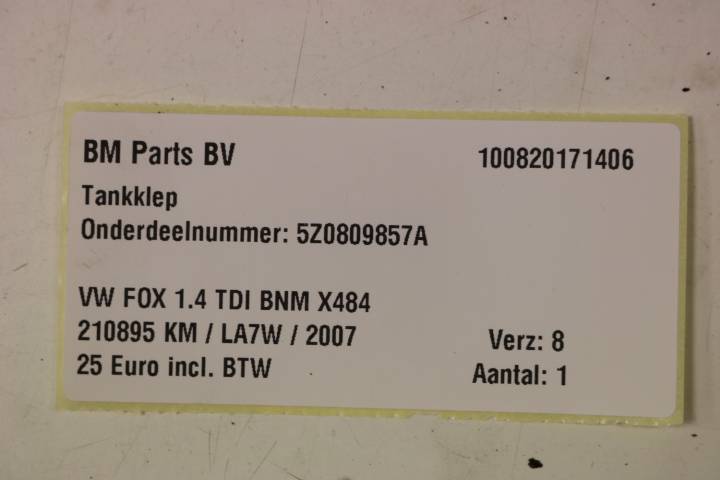 BM Parts BV 100820171406
Tankklep
Onderdeelnummer: 5Z0809857A
VW FOX 1.4 TDI BNM X484
210895 KM / LA7W / 2007 Verz: 8
25 Euro incl. BTW Aantal: 1